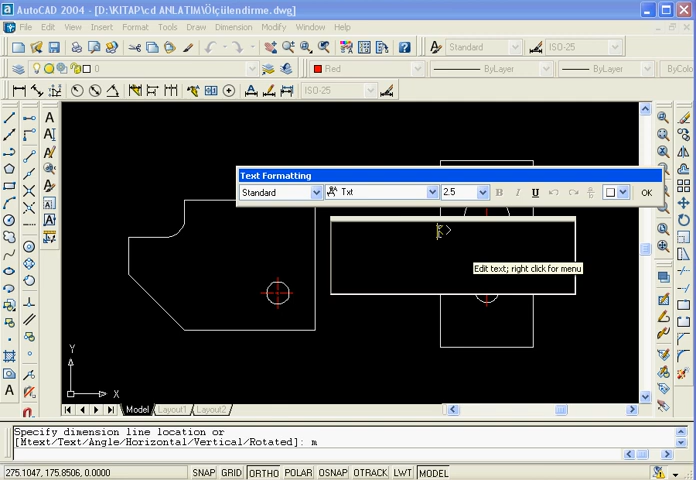 AutoCAD 2004 - [D:\KITAP\cd ANLATIM\Ölçülendirme.dwg]
File Edit View Insert Format Tools Draw Dimension Modify Window Help
Standard ISO-25
0 Red ByLayer ByLayer ByColo
ISO-25
Text Formatting
Standard Txt 2.5 B I U OK
Edit text; right click for menu
Y
X
Model Layout1 Layout2
Specify dimension line location or
[Mtext/Text/Angle/Horizontal/Vertical/Rotated]: m
275.1047, 175.8506, 0.0000 SNAP GRID ORTHO POLAR OSNAP OTRACK LWT MODEL